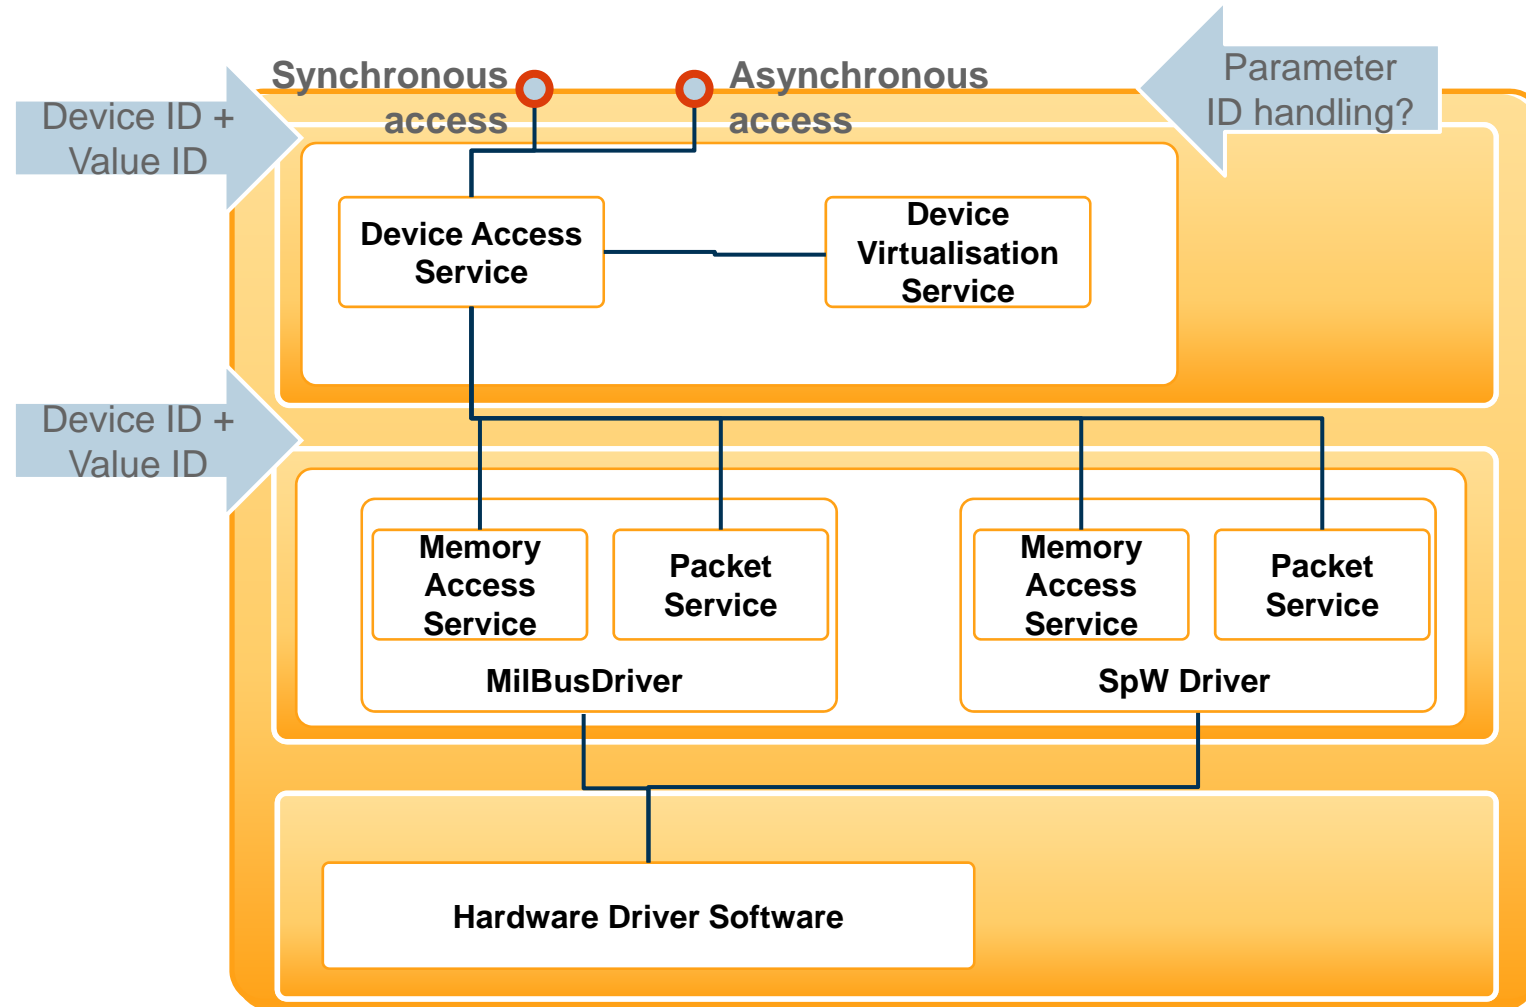 Synchronous
access
Asynchronous
access
Parameter
ID handling?
Device ID +
Value ID
Device Access
Service
Device
Virtualisation
Service
Device ID +
Value ID
Memory
Access
Service
Packet
Service
MilBusDriver
Memory
Access
Service
Packet
Service
SpW Driver
Hardware Driver Software